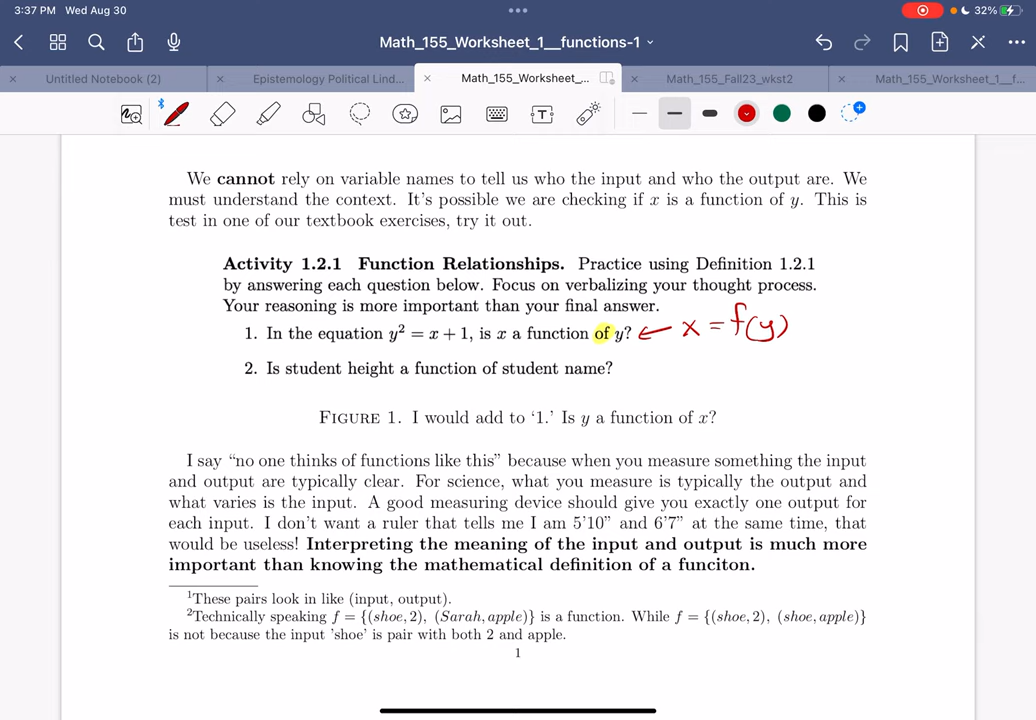 3:37 PM Wed Aug 30
32%
Math_155_Worksheet_1__functions-1
Untitled Notebook (2)
Epistemology Political Lind...
Math_155_Worksheet_...
Math_155_Fall23_wkst2
Math_155_Worksheet_1__f...
We cannot rely on variable names to tell us who the input and who the output are. We
must understand the context. It's possible we are checking if x is a function of y. This is
test in one of our textbook exercises, try it out.
Activity 1.2.1 Function Relationships. Practice using Definition 1.2.1
by answering each question below. Focus on verbalizing your thought process.
Your reasoning is more important than your final answer.
1. In the equation y² = x + 1, is x a function of y? ← x = f(y)
2. Is student height a function of student name?
Figure 1. I would add to ‘1.’ Is y a function of x?
I say “no one thinks of functions like this” because when you measure something the input
and output are typically clear. For science, what you measure is typically the output and
what varies is the input. A good measuring device should give you exactly one output for
each input. I don't want a ruler that tells me I am 5'10” and 6'7” at the same time, that
would be useless! Interpreting the meaning of the input and output is much more
important than knowing the mathematical definition of a funciton.
¹These pairs look in like (input, output).
²Technically speaking f = {(shoe, 2), (Sarah, apple)} is a function. While f = {(shoe, 2), (shoe, apple)}
is not because the input 'shoe' is pair with both 2 and apple.
1